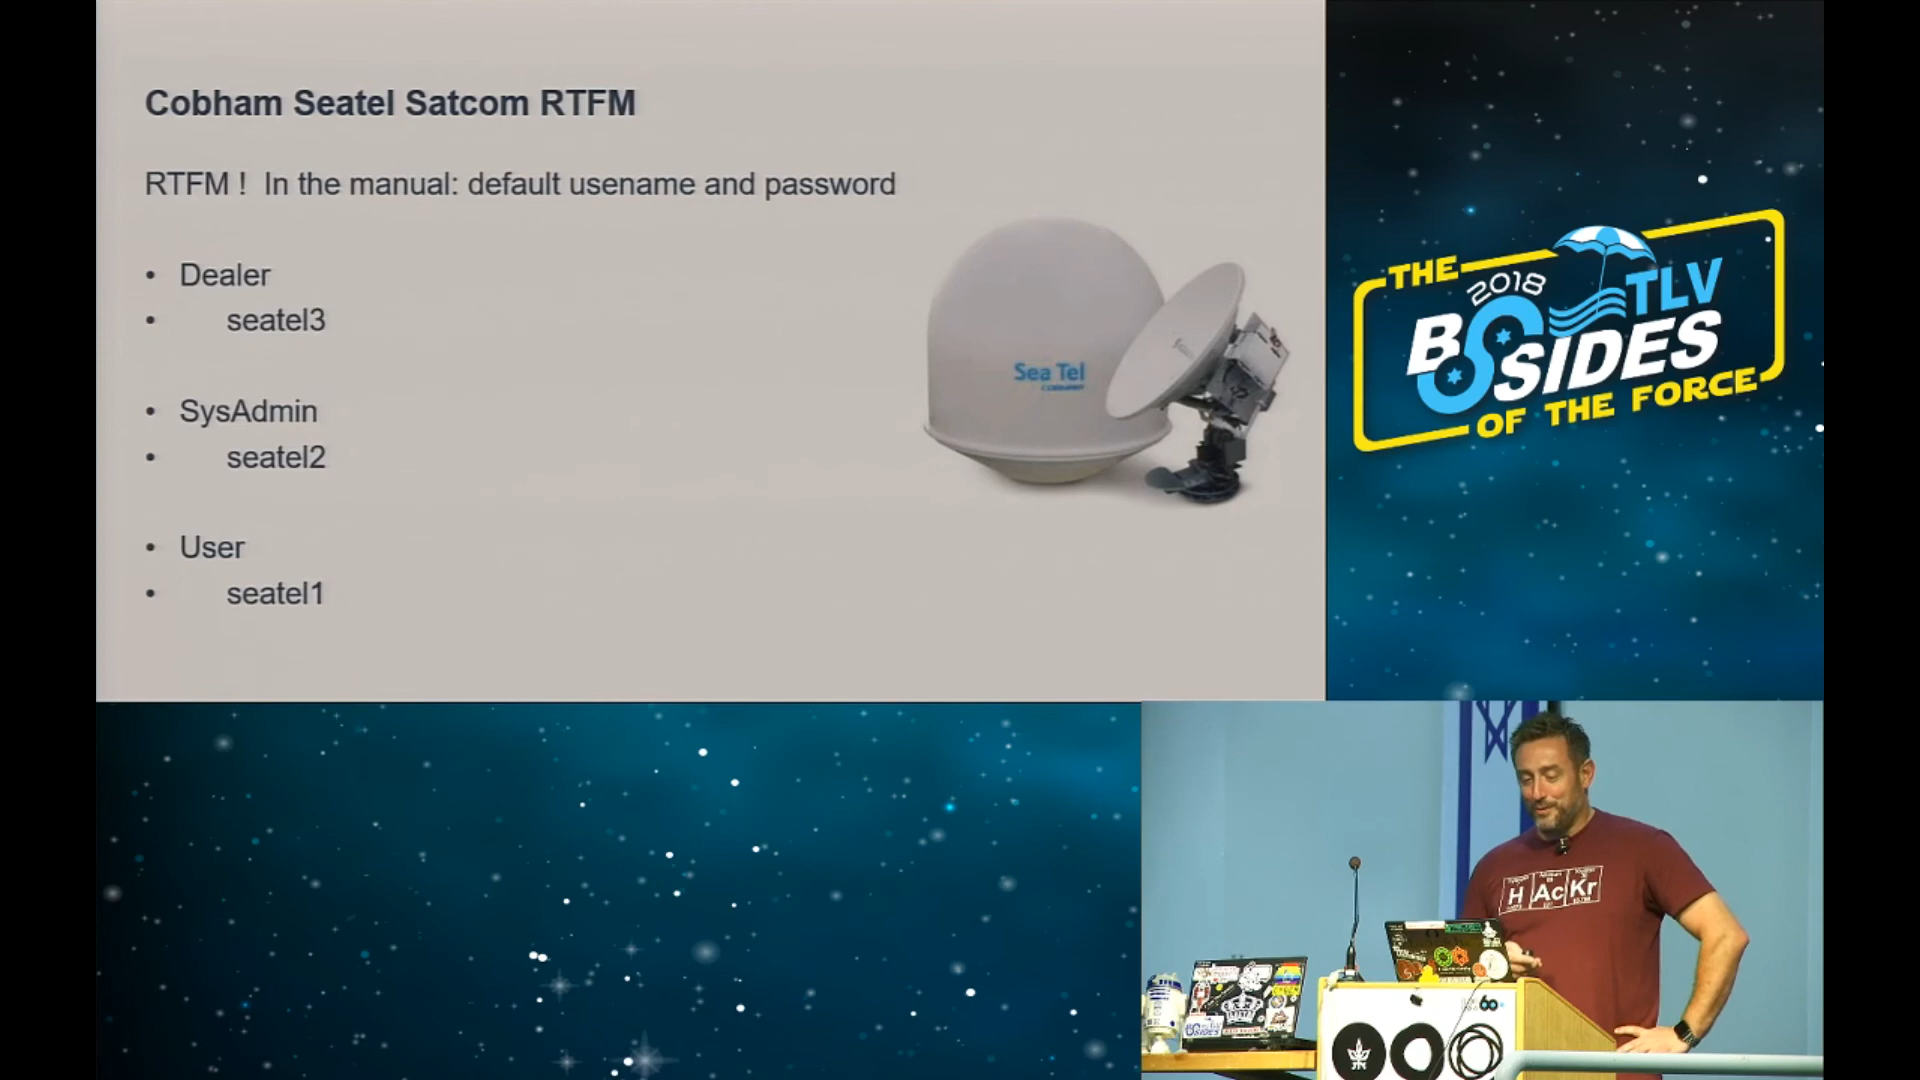 Cobham Seatel Satcom RTFM
RTFM ! In the manual: default usename and password
• Dealer
• seatel3
• SysAdmin
• seatel2
• User
• seatel1
Sea Tel
THE
2018
TLV
BSIDES
OF THE FORCE
H Ac Kr